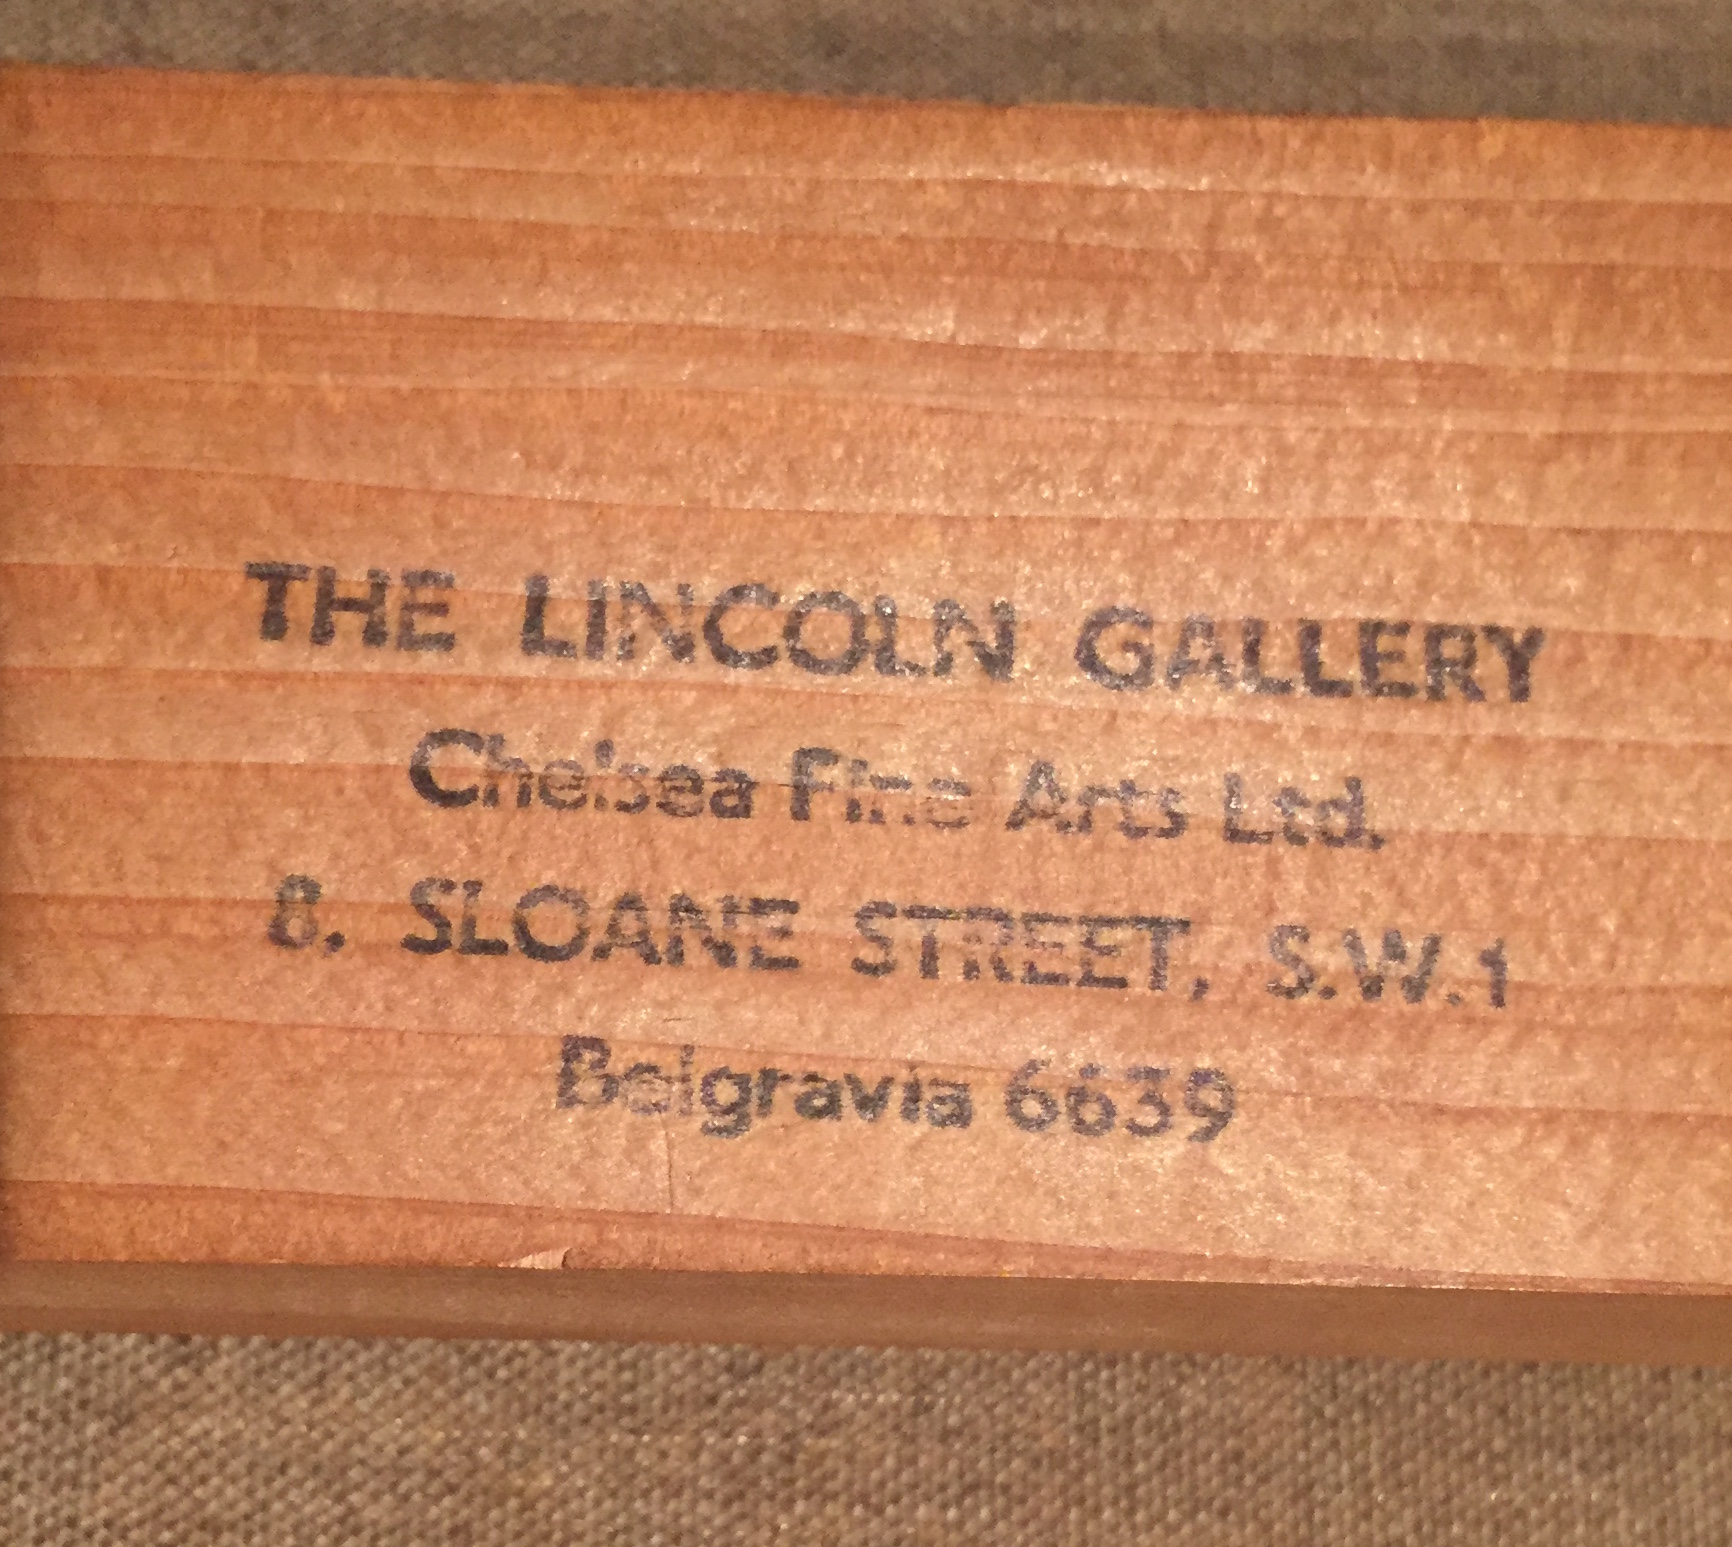 THE LINCOLN GALLERY
Chelsea Fine Arts Ltd.
8, SLOANE STREET, S.W.1
Belgravia 6639